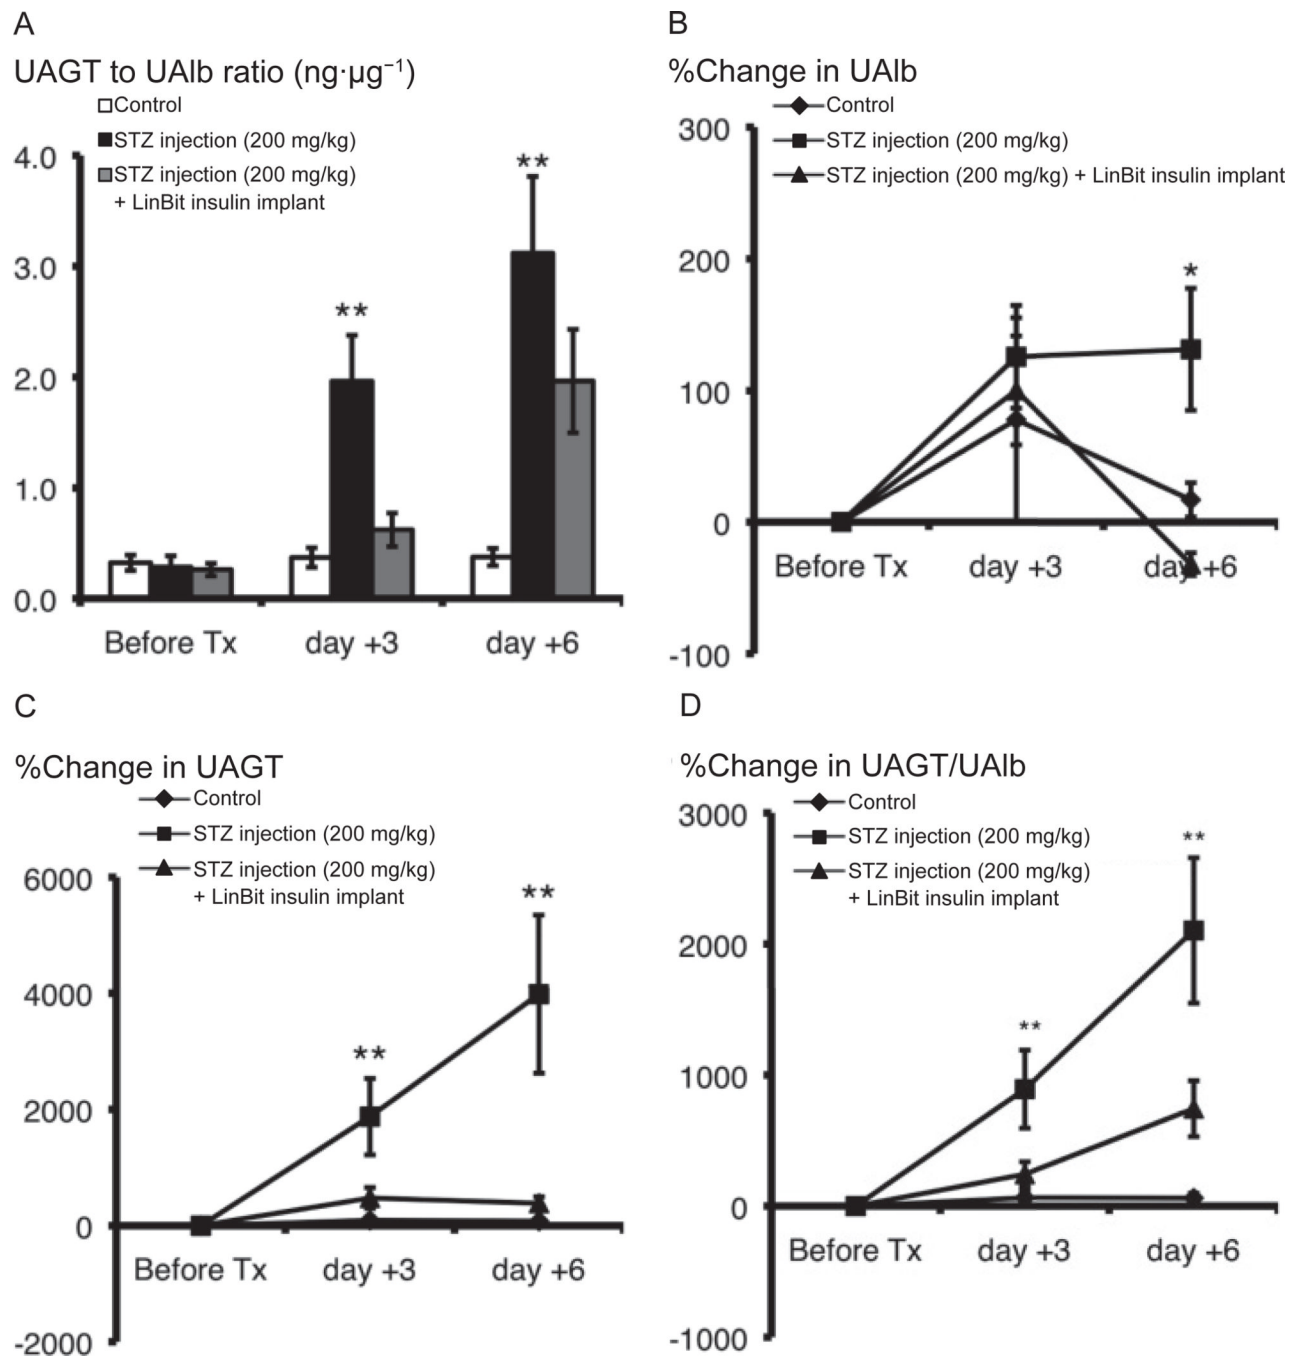 A
UAGT to UAlb ratio (ng·µg⁻¹)
Control
STZ injection (200 mg/kg)
STZ injection (200 mg/kg)
+ LinBit insulin implant
4.0
3.0
2.0
1.0
0.0
**
**
Before Tx
day +3
day +6
B
%Change in UAlb
Control
STZ injection (200 mg/kg)
STZ injection (200 mg/kg) + LinBit insulin implant
300
200
100
0
-100
*
Before Tx
day +3
day +6
C
%Change in UAGT
Control
STZ injection (200 mg/kg)
STZ injection (200 mg/kg)
+ LinBit insulin implant
6000
4000
2000
0
-2000
**
**
Before Tx
day +3
day +6
D
%Change in UAGT/UAlb
Control
STZ injection (200 mg/kg)
STZ injection (200 mg/kg)
+ LinBit insulin implant
3000
2000
1000
0
-1000
**
**
Before Tx
day +3
day +6